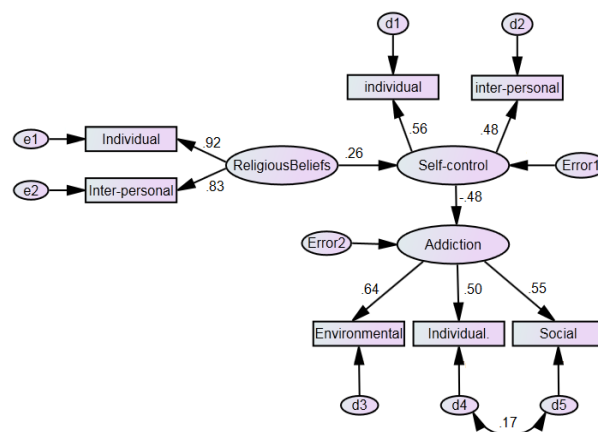 d1
d2
individual
inter-personal
.56
.48
e1
Individual
.92
ReligiousBeliefs
.26
Self-control
Error1
e2
Inter-personal
.83
-.48
Error2
Addiction
.64
.50
.55
Environmental
Individual.
Social
d3
d4
.17
d5